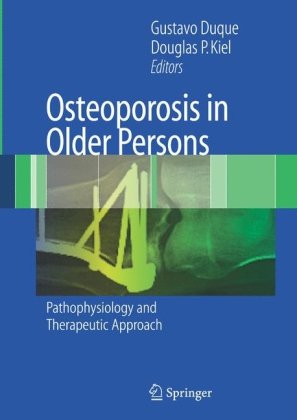 Gustavo Duque
Douglas P. Kiel
Editors
Osteoporosis in
Older Persons
Pathophysiology and
Therapeutic Approach
Springer